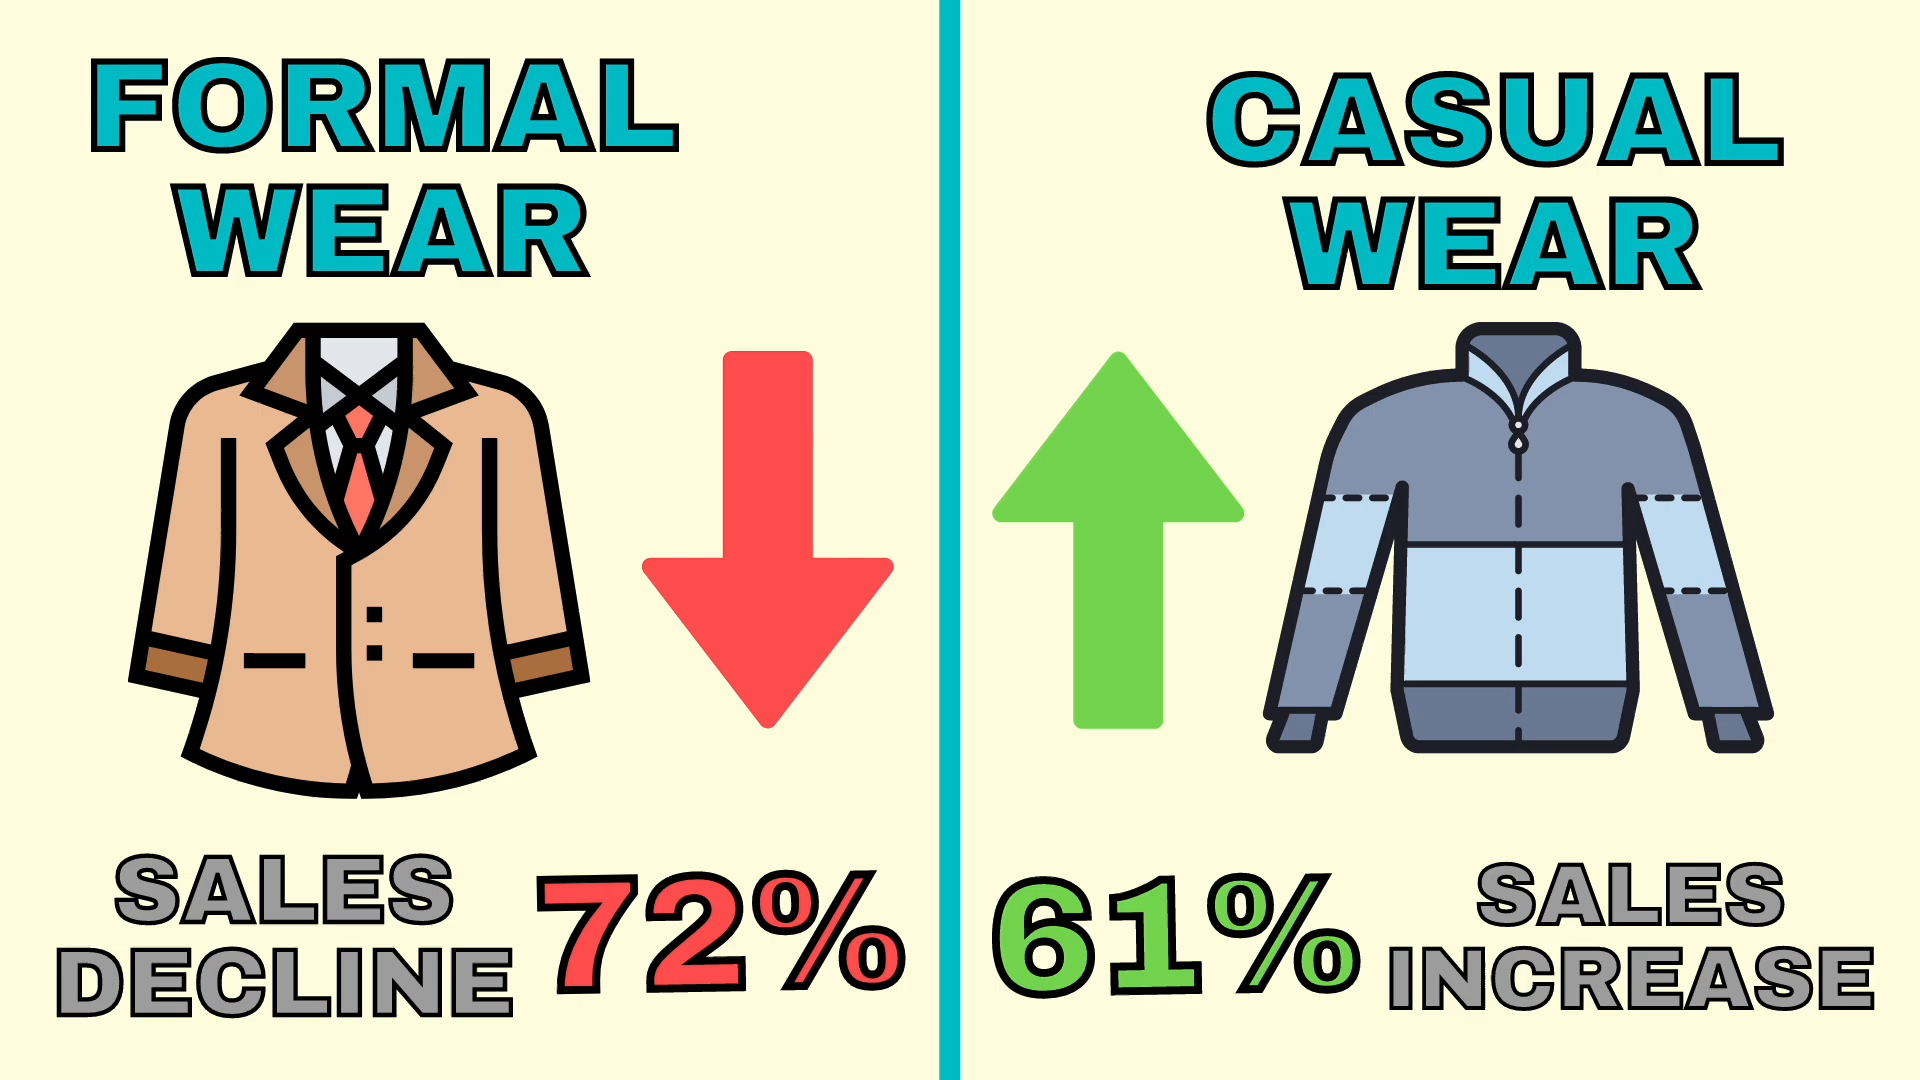 FORMAL
WEAR
SALES
DECLINE
72%
CASUAL
WEAR
61%
SALES
INCREASE